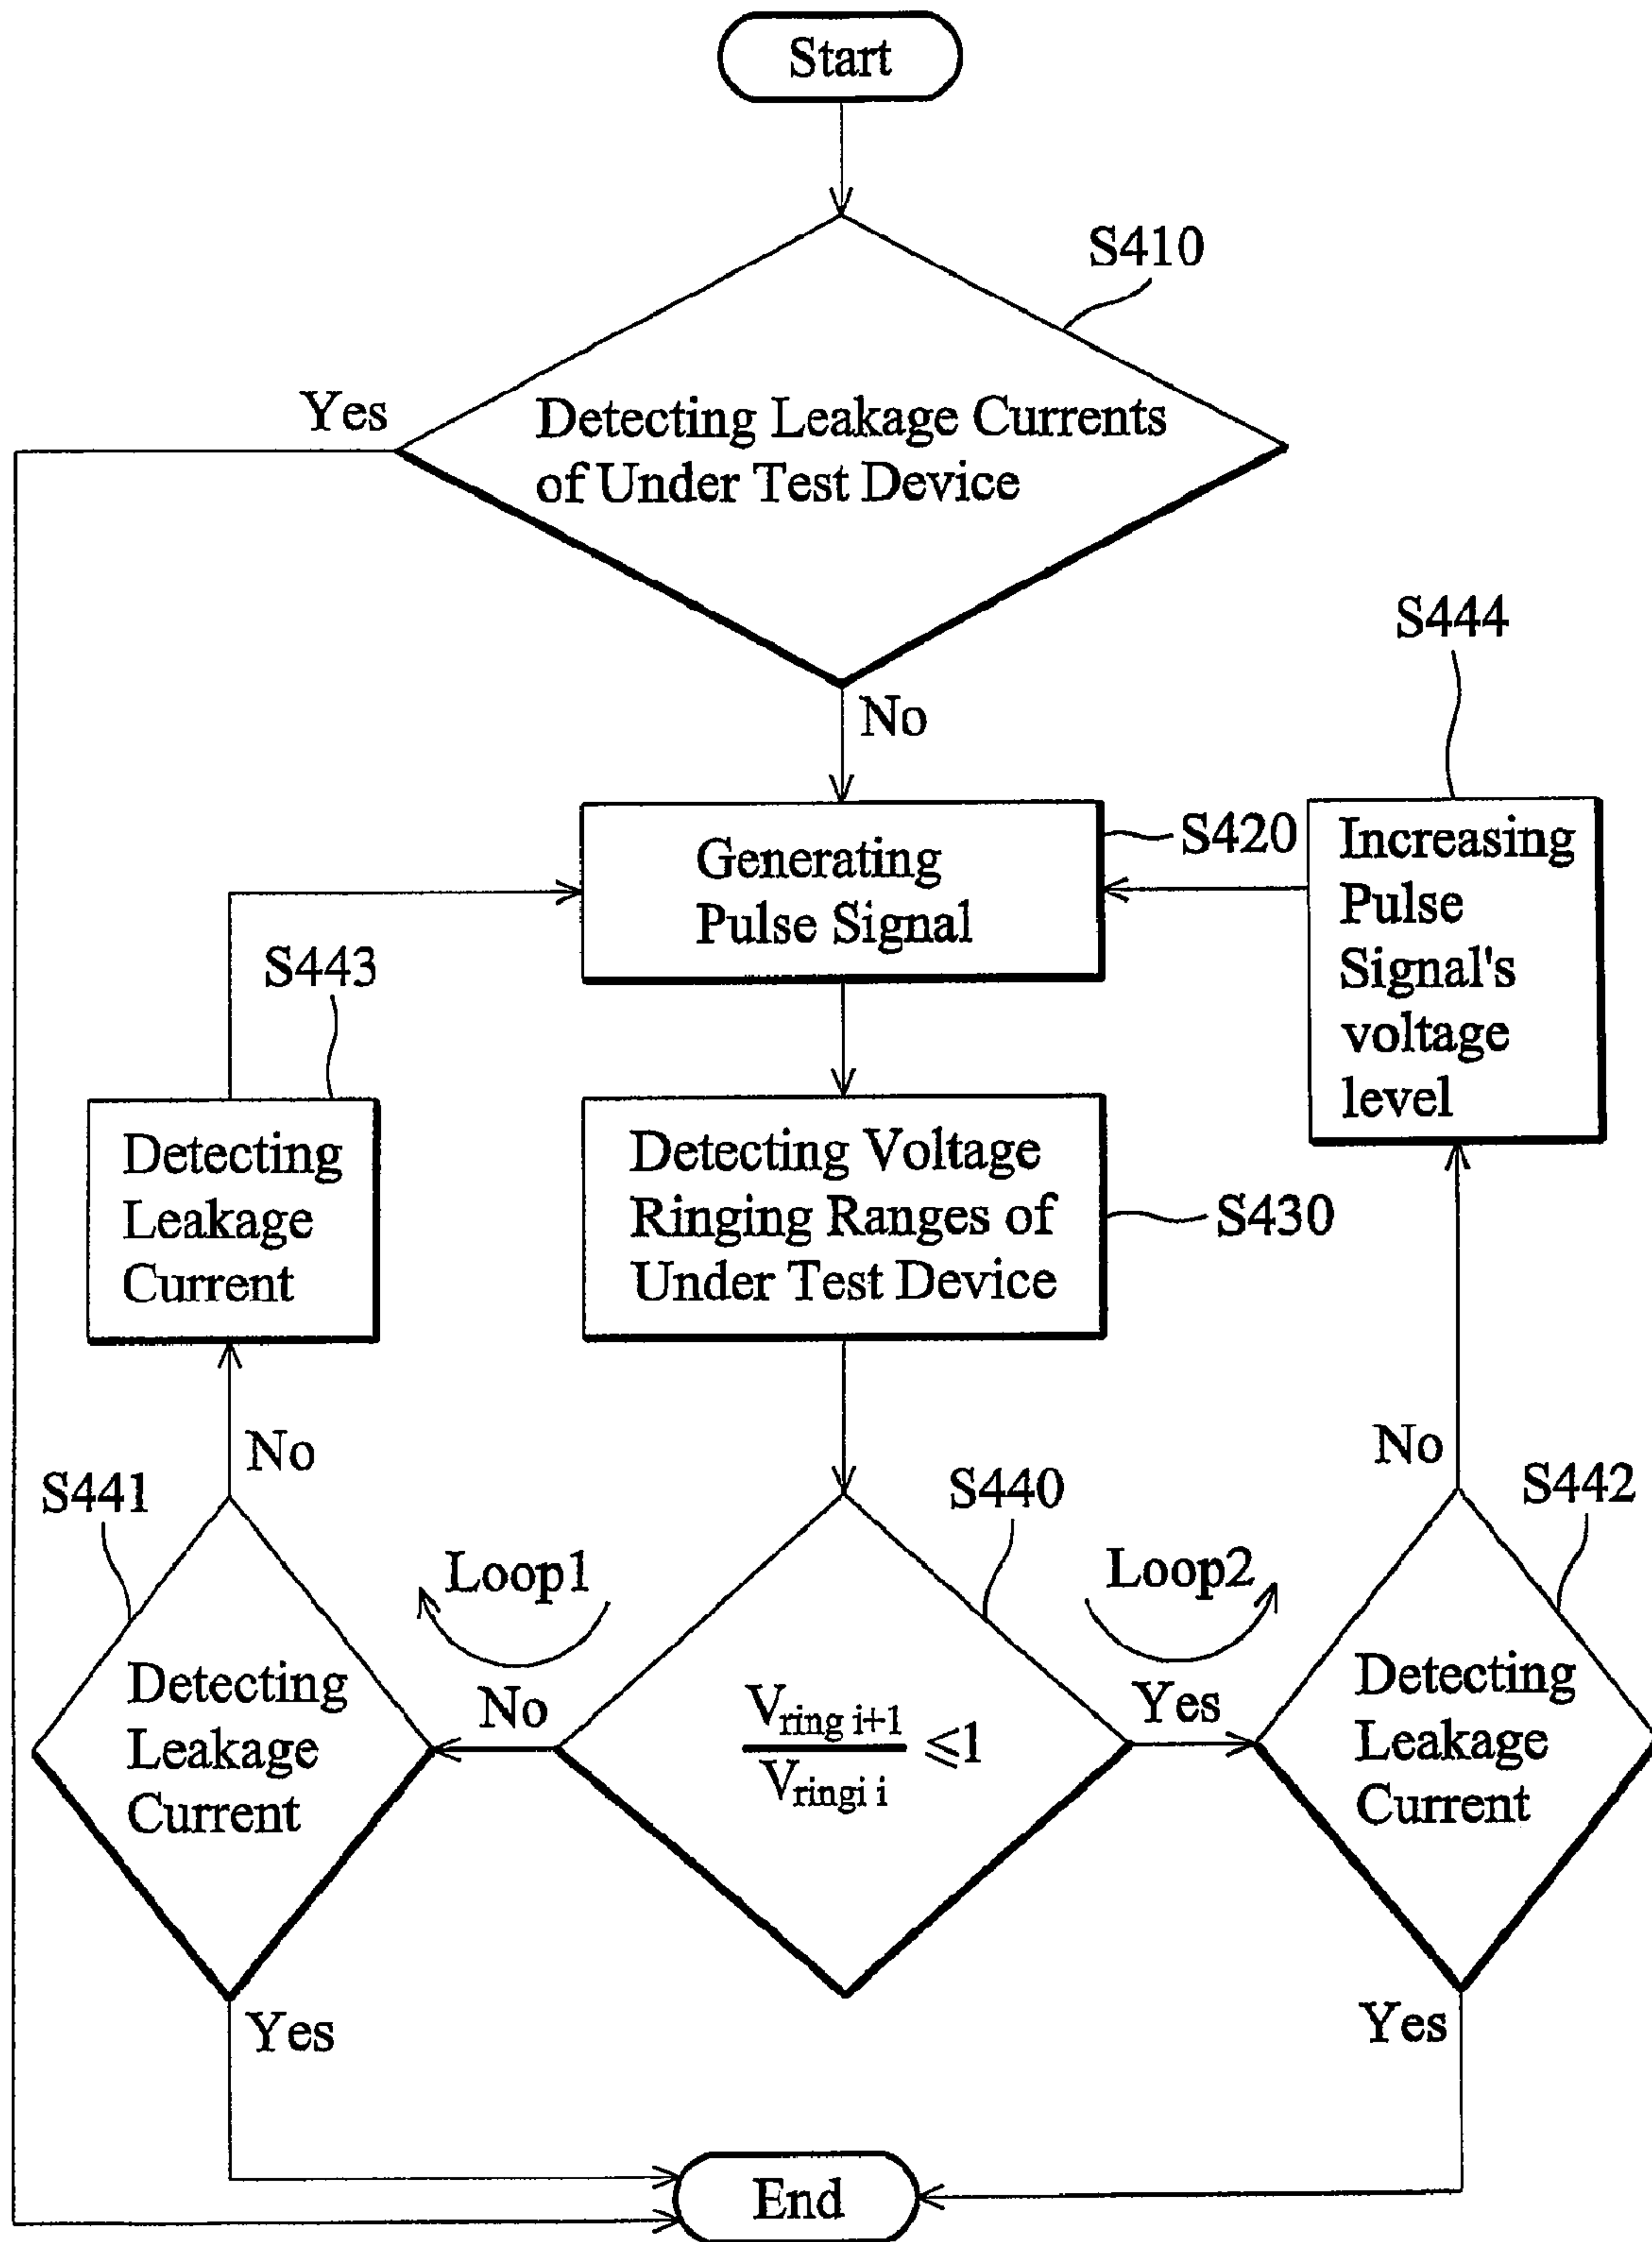 Start
S410
Yes
Detecting Leakage Currents
of Under Test Device
No
S444
Generating
Pulse Signal
S420
Increasing
Pulse
Signal's
voltage
level
S443
Detecting
Leakage
Current
Detecting Voltage
Ringing Ranges of
Under Test Device
S430
No
No
S441
S440
S442
Loop1
Loop2
Detecting
Leakage
Current
No
Vring i+1
Vringi i
≤1
Yes
Detecting
Leakage
Current
Yes
Yes
End